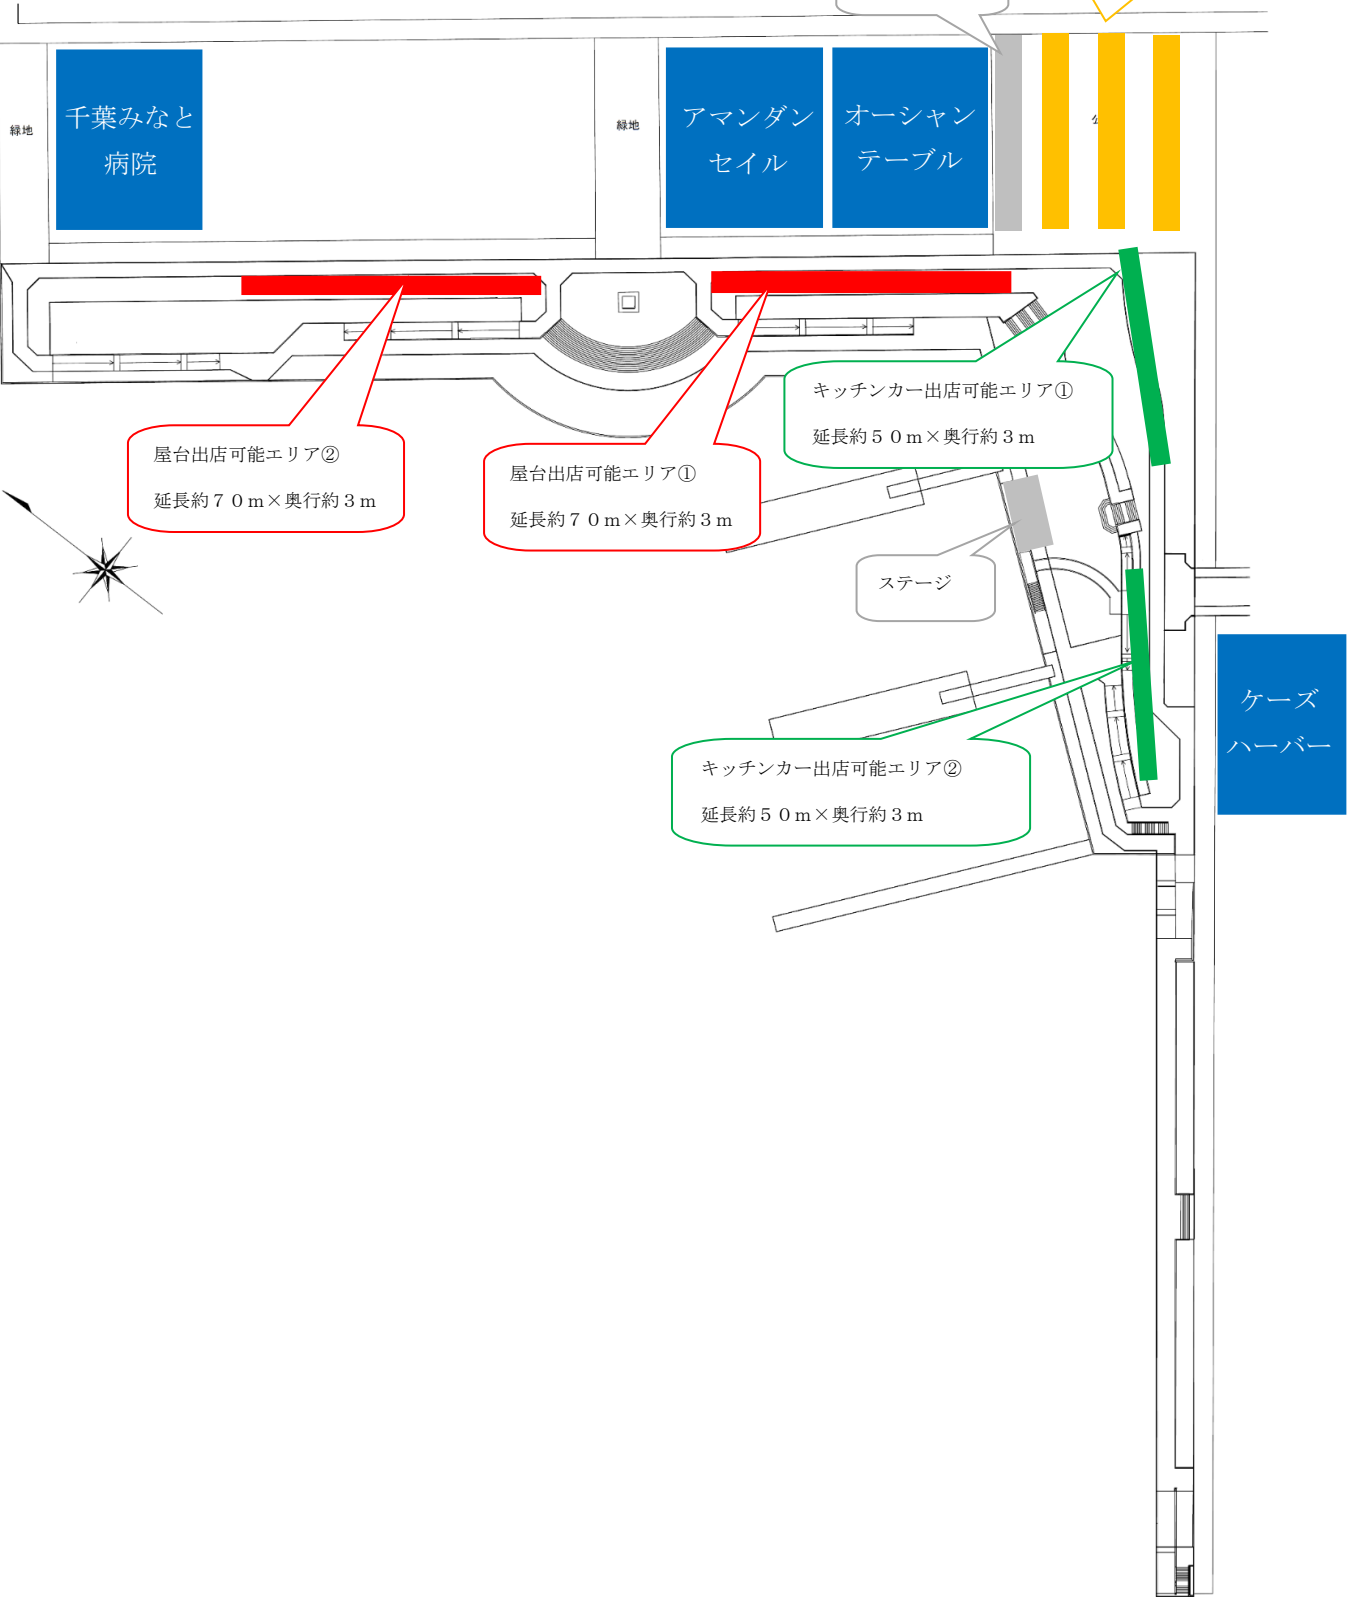 緑地
千葉みなと
病院
緑地
アマンダン
セイル
オーシャン
テーブル
キッチンカー出店可能エリア①
延長約５０ｍ×奥行約３ｍ
屋台出店可能エリア②
延長約７０ｍ×奥行約３ｍ
屋台出店可能エリア①
延長約７０ｍ×奥行約３ｍ
ステージ
ケーズ
ハーバー
キッチンカー出店可能エリア②
延長約５０ｍ×奥行約３ｍ